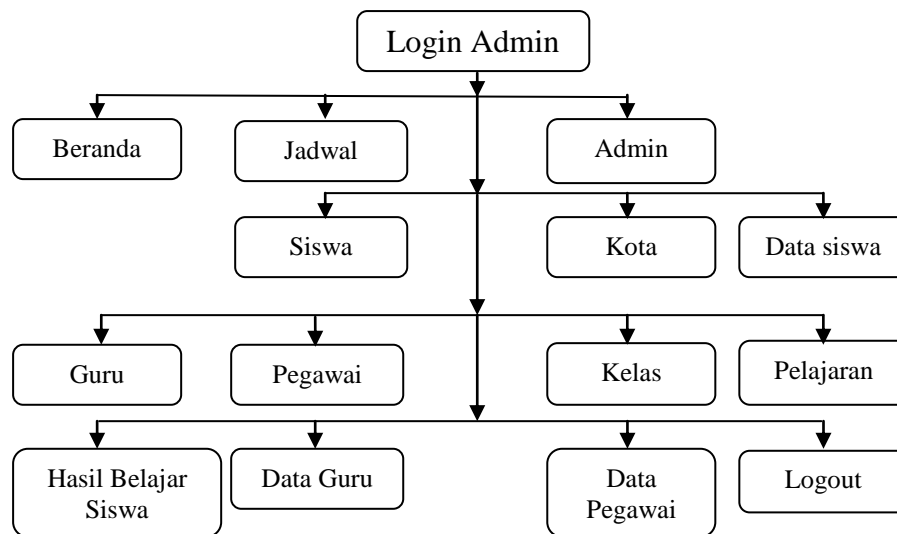 Login Admin
Beranda
Jadwal
Admin
Siswa
Kota
Data siswa
Guru
Pegawai
Kelas
Pelajaran
Hasil Belajar
Siswa
Data Guru
Data
Pegawai
Logout